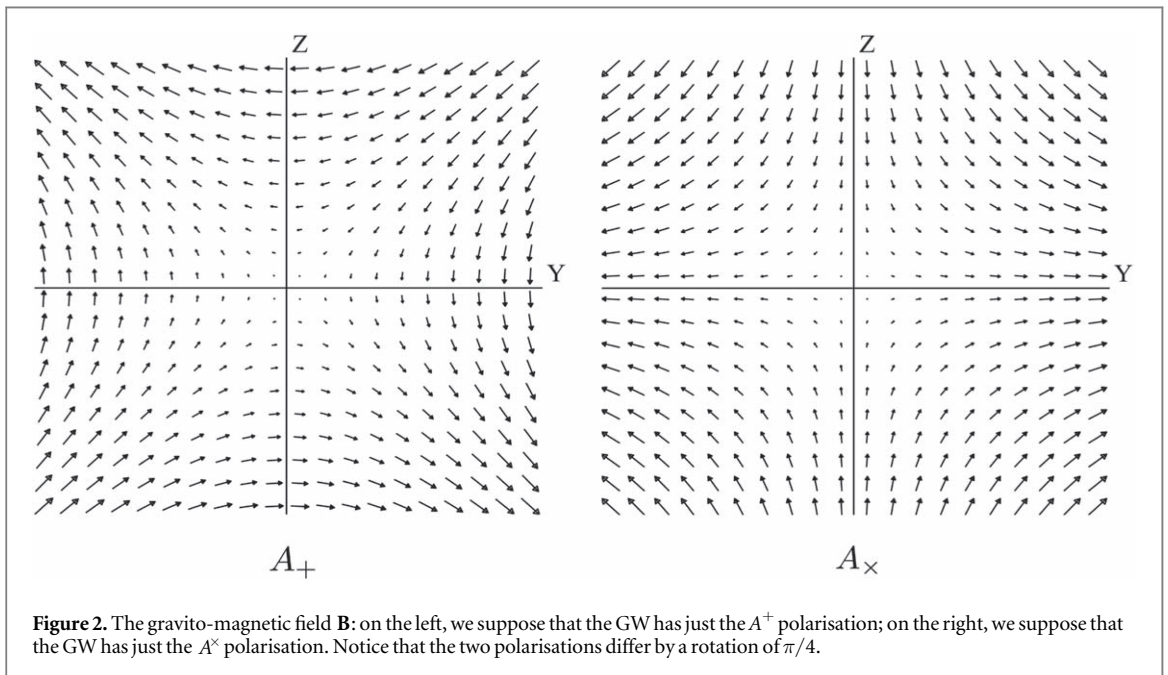 Z
Z
Y
Y
A₊
A×
Figure 2. The gravito-magnetic field B: on the left, we suppose that the GW has just the A⁺ polarisation; on the right, we suppose that
the GW has just the A× polarisation. Notice that the two polarisations differ by a rotation of π/4.